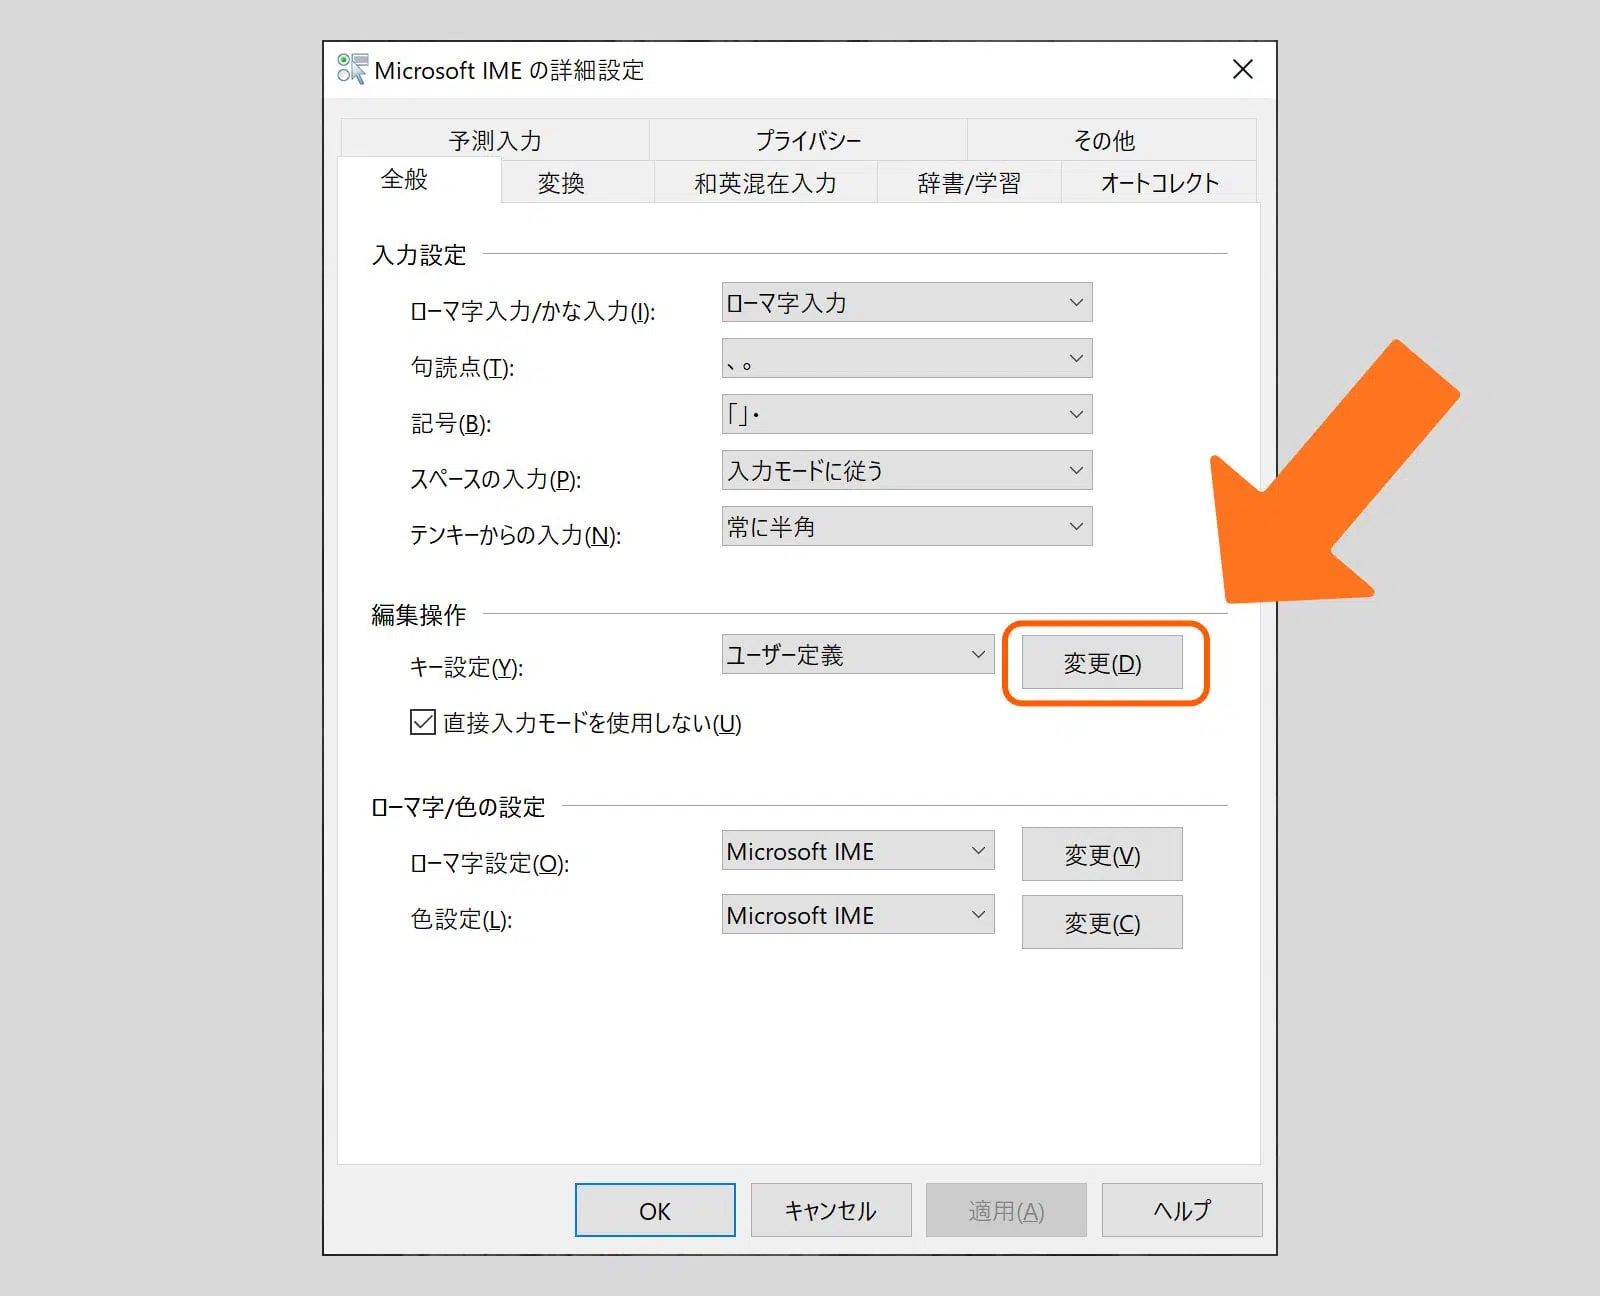 Microsoft IME の詳細設定
予測入力 プライバシー その他
全般 変換 和英混在入力 辞書/学習 オートコレクト
入力設定
ローマ字入力/かな入力(I): ローマ字入力
句読点(T): 、。
記号(B): 「」・
スペースの入力(P): 入力モードに従う
テンキーからの入力(N): 常に半角
編集操作
キー設定(Y): ユーザー定義 変更(D)
直接入力モードを使用しない(U)
ローマ字/色の設定
ローマ字設定(O): Microsoft IME 変更(V)
色設定(L): Microsoft IME 変更(C)
OK キャンセル 適用(A) ヘルプ